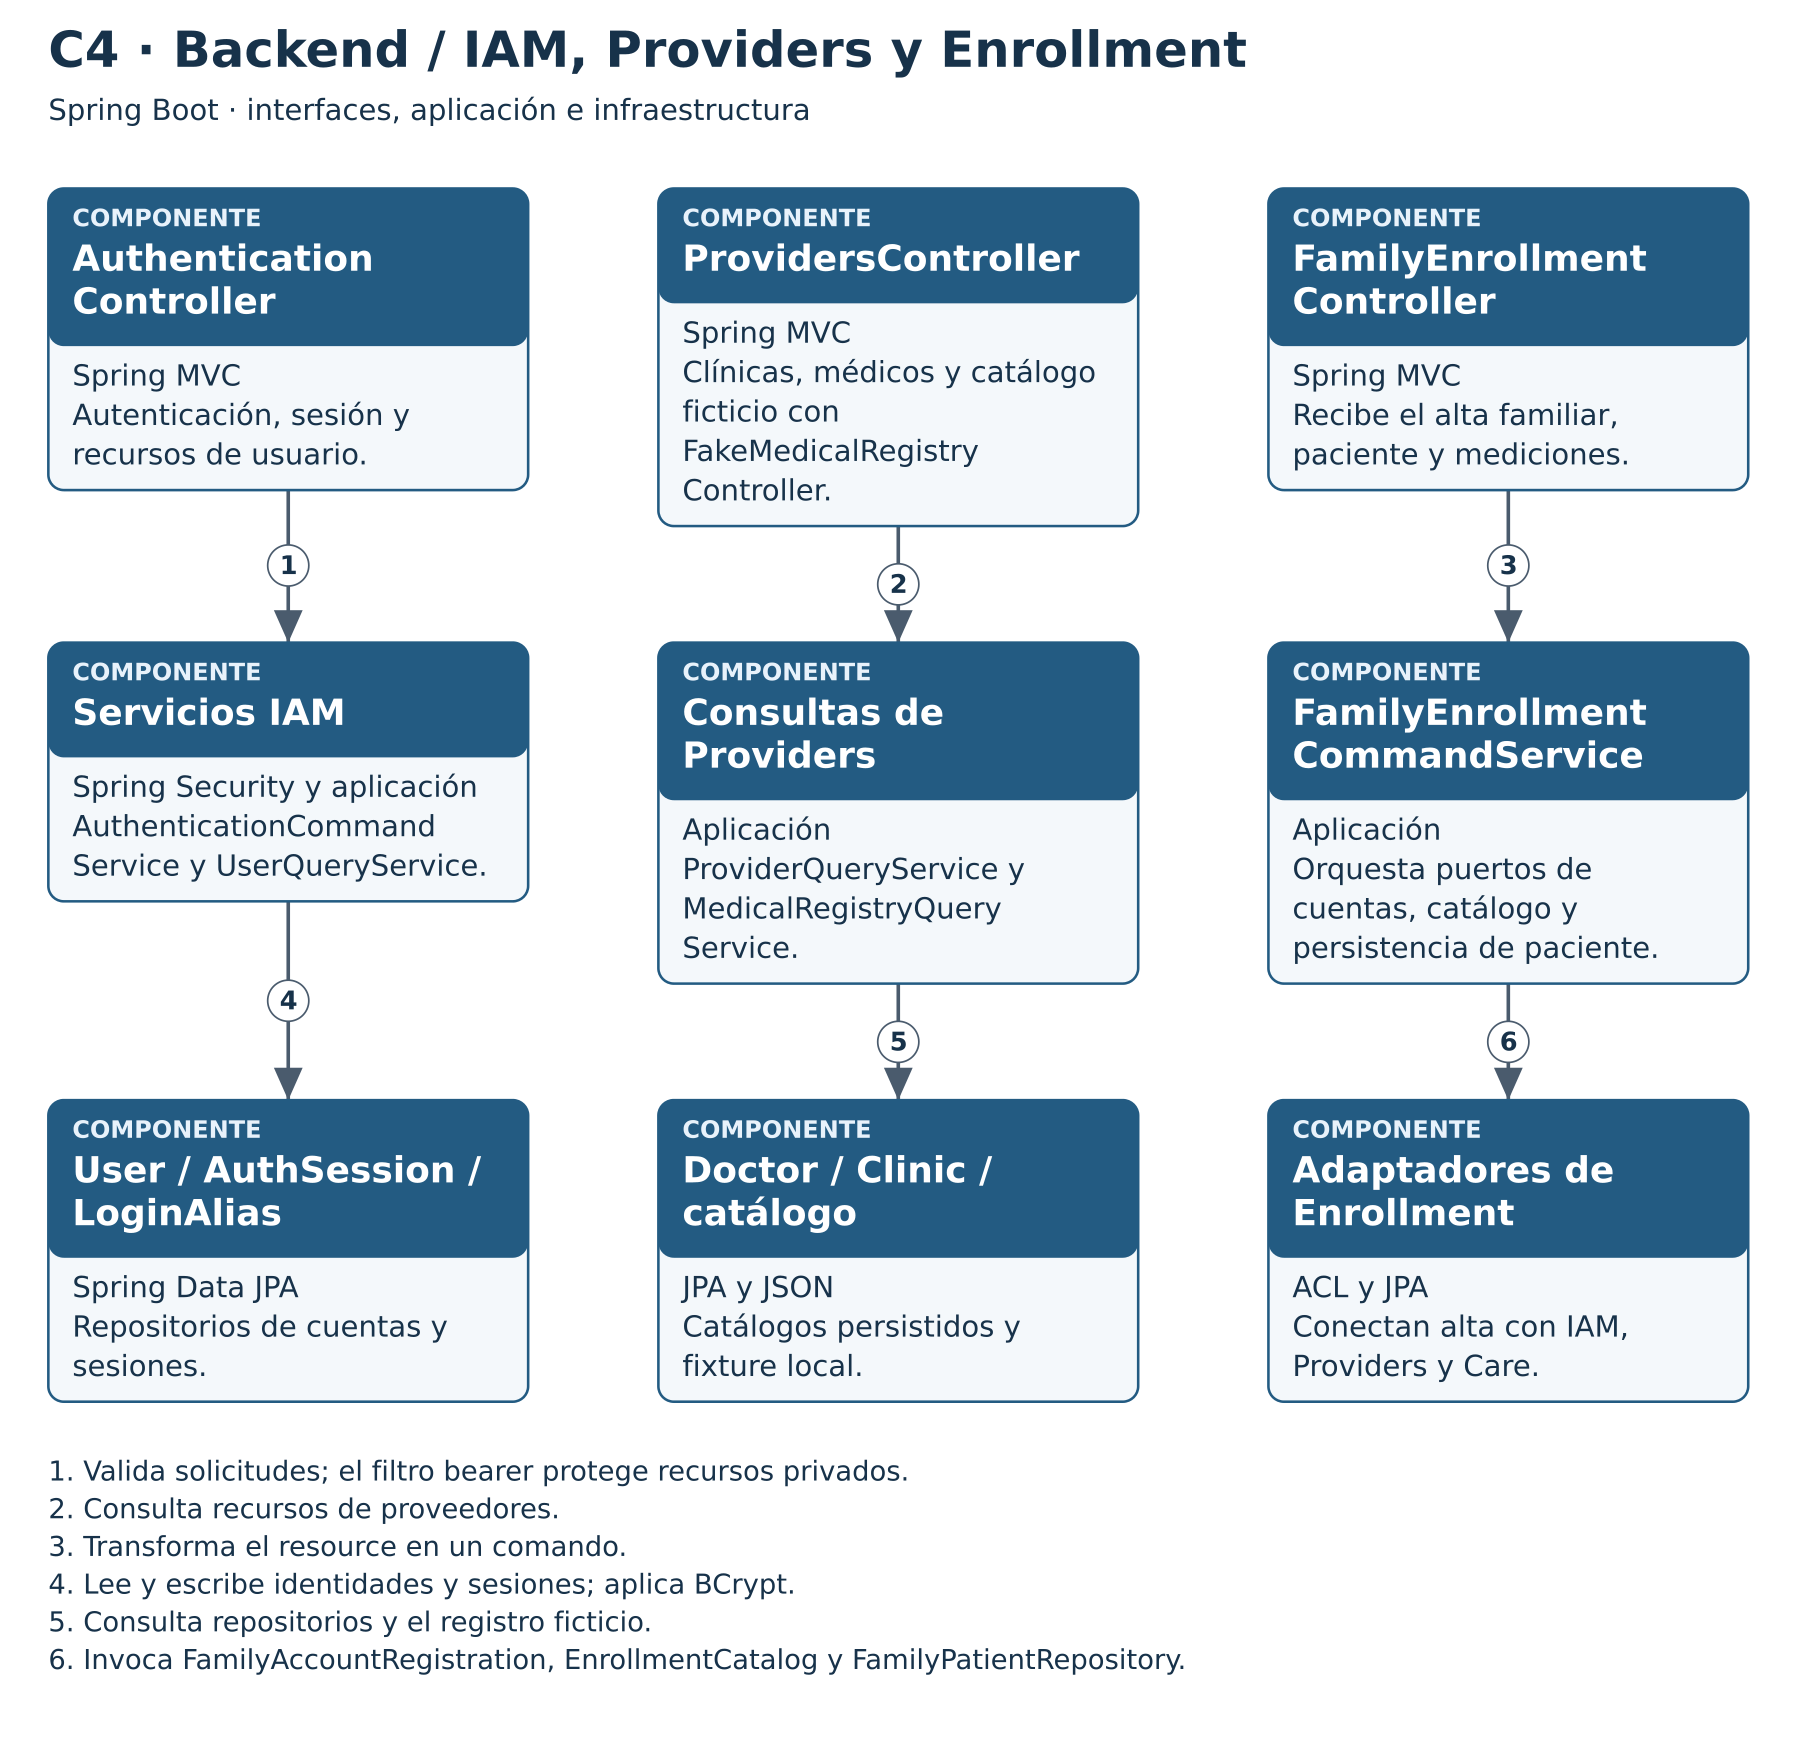 C4 · Backend / IAM, Providers y Enrollment
Spring Boot · interfaces, aplicación e infraestructura
COMPONENTE
Authentication
Controller
Spring MVC
Autenticación, sesión y
recursos de usuario.
COMPONENTE
ProvidersController
Spring MVC
Clínicas, médicos y catálogo
ficticio con
FakeMedicalRegistry
Controller.
COMPONENTE
FamilyEnrollment
Controller
Spring MVC
Recibe el alta familiar,
paciente y mediciones.
1
2
3
COMPONENTE
Servicios IAM
Spring Security y aplicación
AuthenticationCommand
Service y UserQueryService.
COMPONENTE
Consultas de
Providers
Aplicación
ProviderQueryService y
MedicalRegistryQuery
Service.
COMPONENTE
FamilyEnrollment
CommandService
Aplicación
Orquesta puertos de
cuentas, catálogo y
persistencia de paciente.
4
5
6
COMPONENTE
User / AuthSession /
LoginAlias
Spring Data JPA
Repositorios de cuentas y
sesiones.
COMPONENTE
Doctor / Clinic /
catálogo
JPA y JSON
Catálogos persistidos y
fixture local.
COMPONENTE
Adaptadores de
Enrollment
ACL y JPA
Conectan alta con IAM,
Providers y Care.
1. Valida solicitudes; el filtro bearer protege recursos privados.
2. Consulta recursos de proveedores.
3. Transforma el resource en un comando.
4. Lee y escribe identidades y sesiones; aplica BCrypt.
5. Consulta repositorios y el registro ficticio.
6. Invoca FamilyAccountRegistration, EnrollmentCatalog y FamilyPatientRepository.